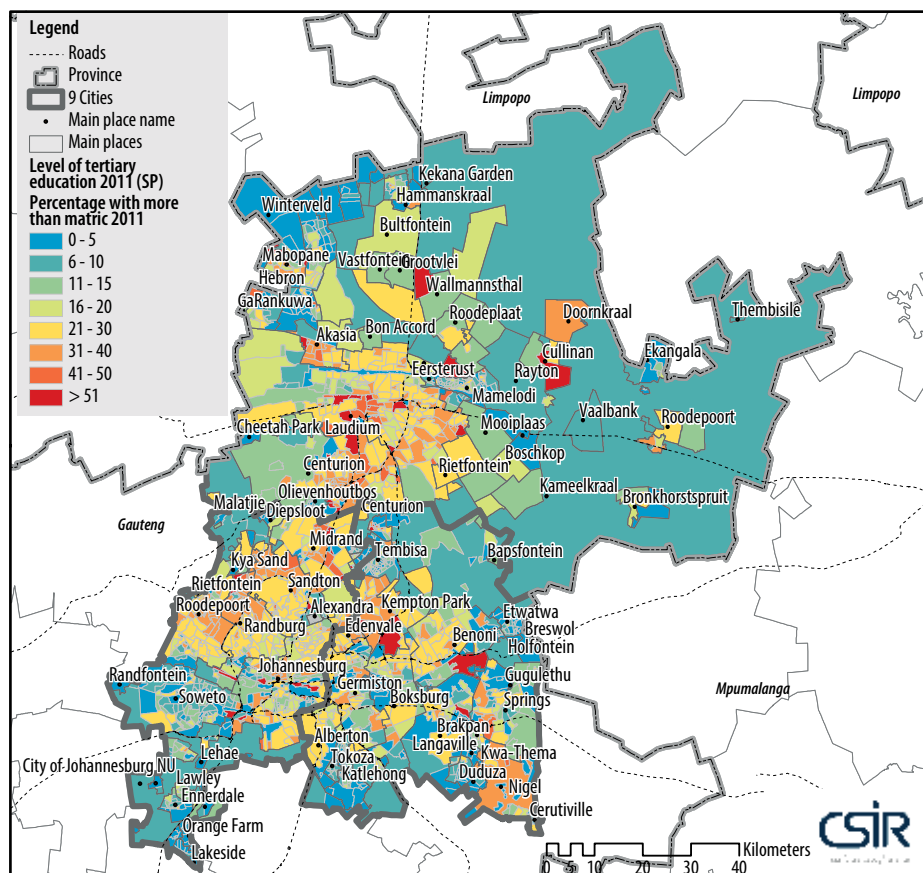 Legend
Roads
Province
9 Cities
Main place name
Main places
Level of tertiary
education 2011 (SP)
Percentage with more
than matric 2011
0 - 5
6 - 10
11 - 15
16 - 20
21 - 30
31 - 40
41 - 50
> 51
Limpopo
Limpopo
Kekana Garden
Winterveld
Hammanskraal
Bultfontein
Mabopane
Vastfontein
Grootvlei
Hebron
Wallmannsthal
GaRankuwa
Roodeplaat
Doornkraal
Thembisile
Akasia
Bon Accord
Cullinan
Ekangala
Eersterust
Rayton
Mamelodi
Vaalbank
Roodepoort
Cheetah Park
Laudium
Mooiplaas
Boschkop
Centurion
Rietfontein
Olievenhoutbos
Kameelkraal
Bronkhorstspruit
Malatjie
Centurion
Diepsloot
Gauteng
Midrand
Tembisa
Bapsfontein
Kya Sand
Rietfontein
Sandton
Roodepoort
Alexandra
Kempton Park
Etwatwa
Randburg
Edenvale
Breswol
Benoni
Holfontein
Johannesburg
Randfontein
Gugulethu
Mpumalanga
Soweto
Germiston
Boksburg
Springs
Alberton
Brakpan
Lehae
Langaville
Kwa-Thema
City of Johannesburg NU
Tokoza
Lawley
Katlehong
Duduza
Ennerdale
Nigel
Orange Farm
Cerutiville
Lakeside
CSIR
Kilometers
0 5 10 20 30 40